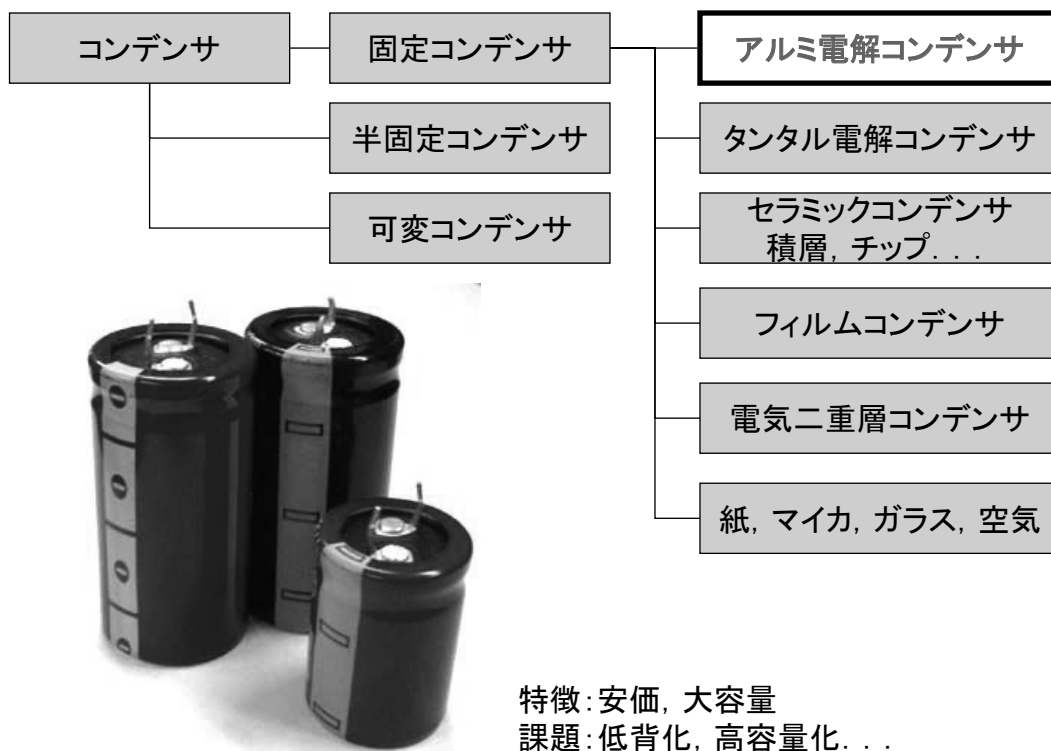 コンデンサ
固定コンデンサ
アルミ電解コンデンサ
半固定コンデンサ
タンタル電解コンデンサ
可変コンデンサ
セラミックコンデンサ
積層, チップ. . .
フィルムコンデンサ
電気二重層コンデンサ
紙, マイカ, ガラス, 空気
特徴:安価, 大容量
課題:低背化, 高容量化. . .